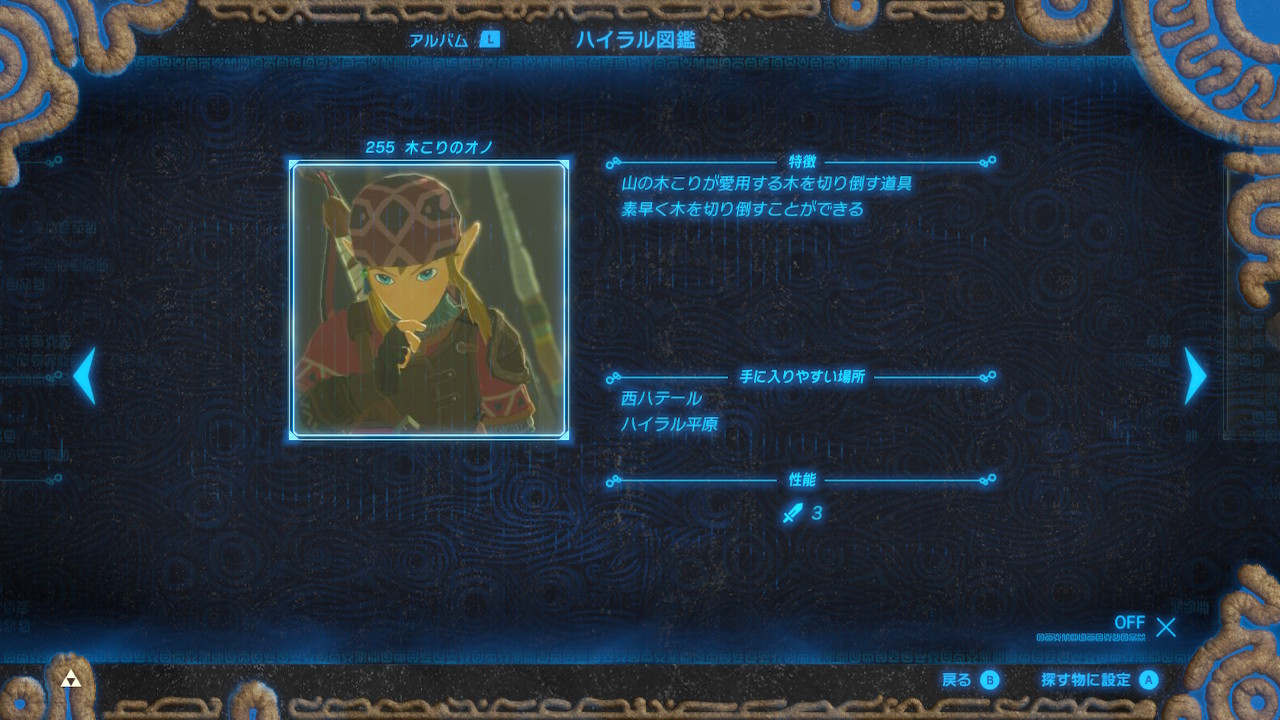 アルバム L
ハイラル図鑑
255 木こりのオノ
特徴
山の木こりが愛用する木を切り倒す道具
素早く木を切り倒すことができる
手に入りやすい場所
西ハテール
ハイラル平原
性能
3
OFF
戻る B
探す物に設定 A